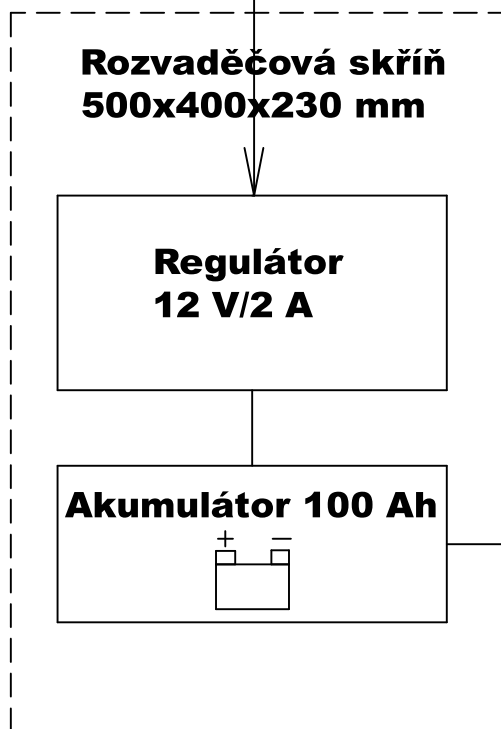 Rozvaděčová skříň
500x400x230 mm
Regulátor
12 V/2 A
Akumulátor 100 Ah
+ −